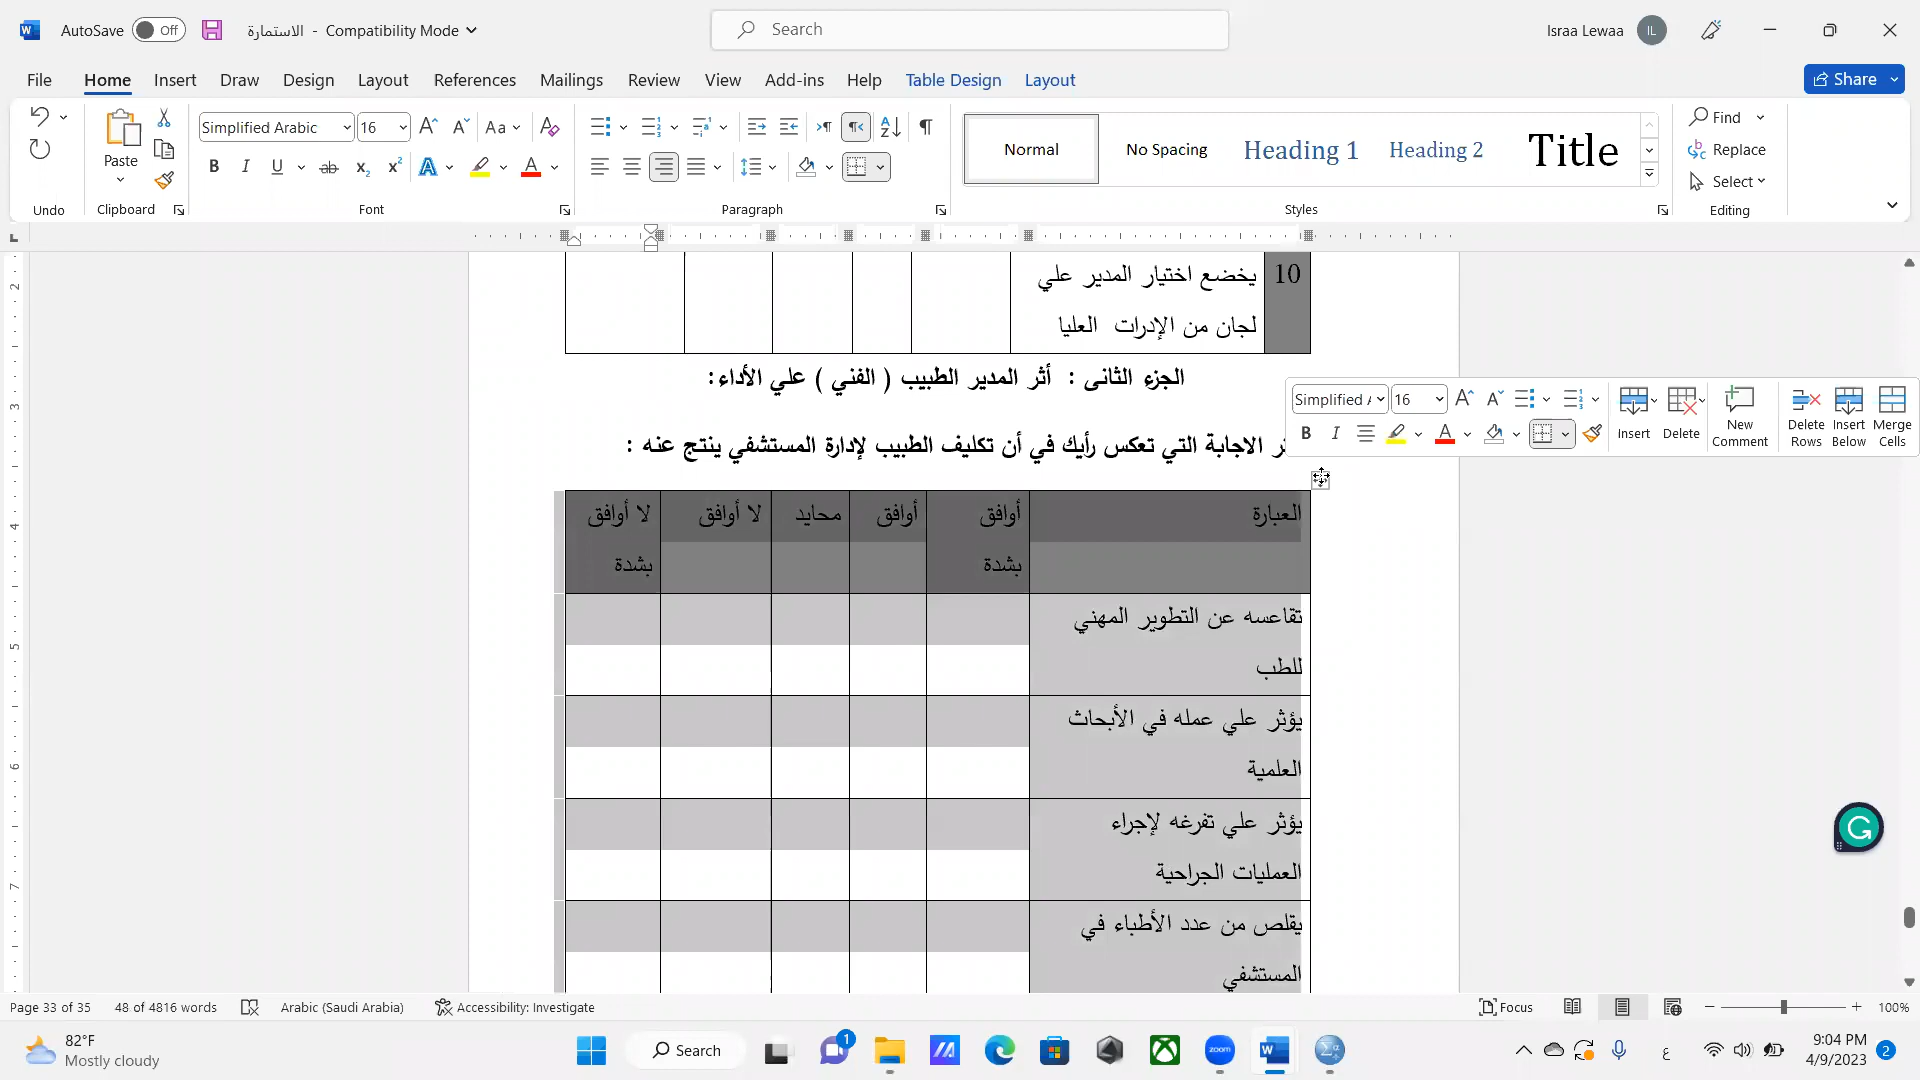 AutoSave Off الاستمارة - Compatibility Mode
Search
Israa Lewaa IL
File Home Insert Draw Design Layout References Mailings Review View Add-ins Help Table Design Layout
Share
Simplified Arabic 16
Paste
Undo
Clipboard
Font
Paragraph
Normal
No Spacing
Heading 1
Heading 2
Title
Styles
Find
Replace
Select
Editing
10
يخضع اختيار المدير علي
لجان من الإدرات العليا
الجزء الثانى : أثر المدير الطبيب ( الفني ) علي الأداء:
الاجابة التي تعكس رأيك في أن تكليف الطبيب لإدارة المستشفي ينتج عنه :
Simplified 16
Insert
Delete
New Comment
Delete Rows
Insert Below
Merge Cells
العبارة
أوافق بشدة
أوافق
محايد
لا أوافق
لا أوافق بشدة
تقاعسه عن التطوير المهني
للطب
يؤثر علي عمله في الأبحاث
العلمية
يؤثر علي تفرغه لإجراء
العمليات الجراحية
يقلص من عدد الأطباء في
المستشفي
Page 33 of 35 48 of 4816 words Arabic (Saudi Arabia) Accessibility: Investigate
Focus 100%
82°F
Mostly cloudy
Search
1
zoom
ع
9:04 PM
4/9/2023
2